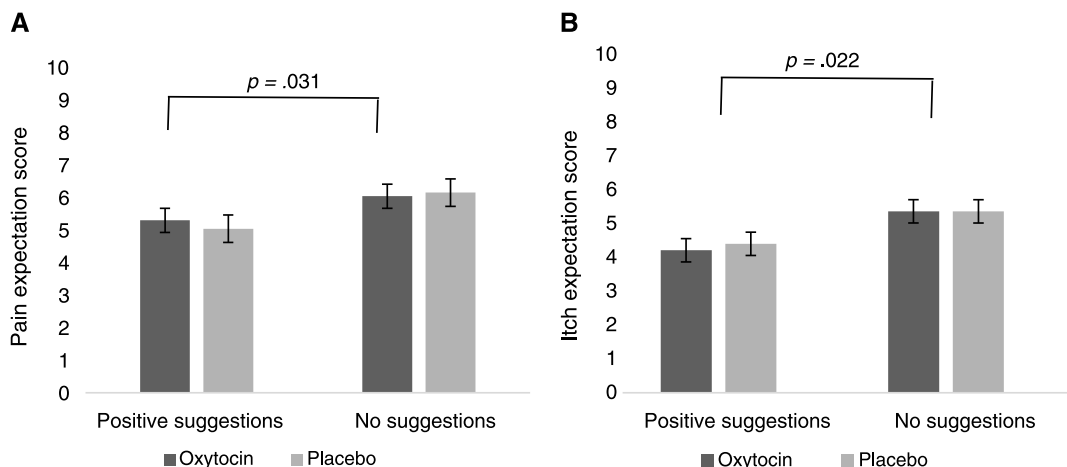 A
Pain expectation score
10
9
8
7
6
5
4
3
2
1
0
p = .031
Positive suggestions
No suggestions
Oxytocin
Placebo
B
Itch expectation score
10
9
8
7
6
5
4
3
2
1
0
p = .022
Positive suggestions
No suggestions
Oxytocin
Placebo